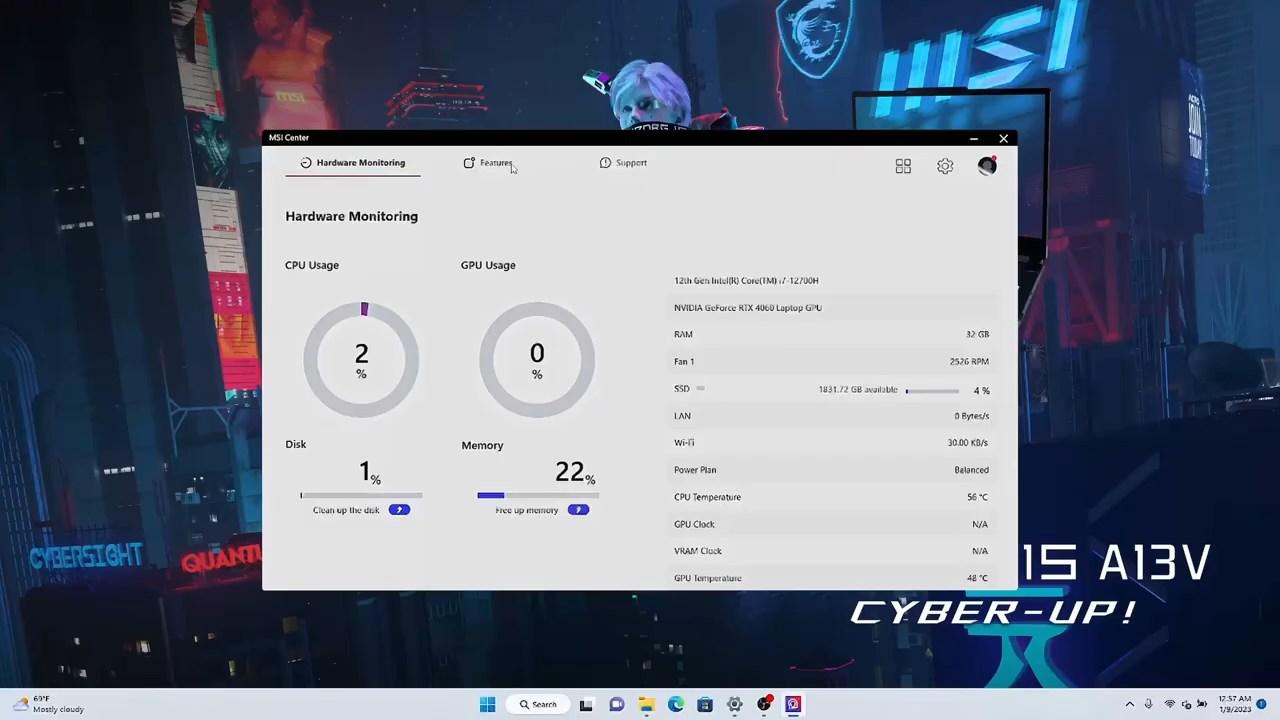 msi
MSI
MSI Center
Hardware Monitoring
Features
Support
Hardware Monitoring
CPU Usage
GPU Usage
2
%
0
%
Disk
Memory
1%
22%
Clean up the disk
Free up memory
12th Gen Intel(R) Core(TM) i7-12700H
NVIDIA GeForce RTX 4060 Laptop GPU
RAM 32 GB
Fan 1 2526 RPM
SSD 1831.72 GB available 4 %
LAN 0 Bytes/s
Wi-Fi 30.00 KB/s
Power Plan Balanced
CPU Temperature 56 °C
GPU Clock N/A
VRAM Clock N/A
GPU Temperature 48 °C
CYBERSIGHT
15 A13V
CYBER-UP!
69°F
Mostly cloudy
Search
12:57 AM
1/9/2023